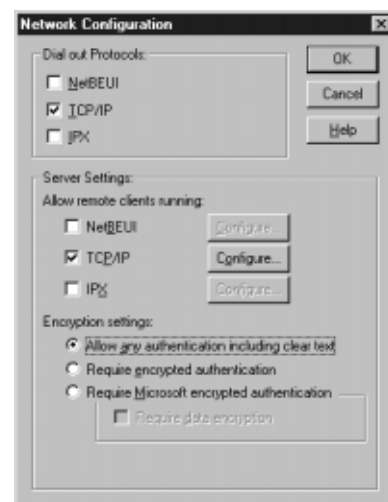 Network Configuration
Dial out Protocols:
NetBEUI
TCP/IP
IPX
OK
Cancel
Help
Server Settings:
Allow remote clients running:
NetBEUI
Configure...
TCP/IP
Configure...
IPX
Configure...
Encryption settings:
Allow any authentication including clear text
Require encrypted authentication
Require Microsoft encrypted authentication
Require data encryption